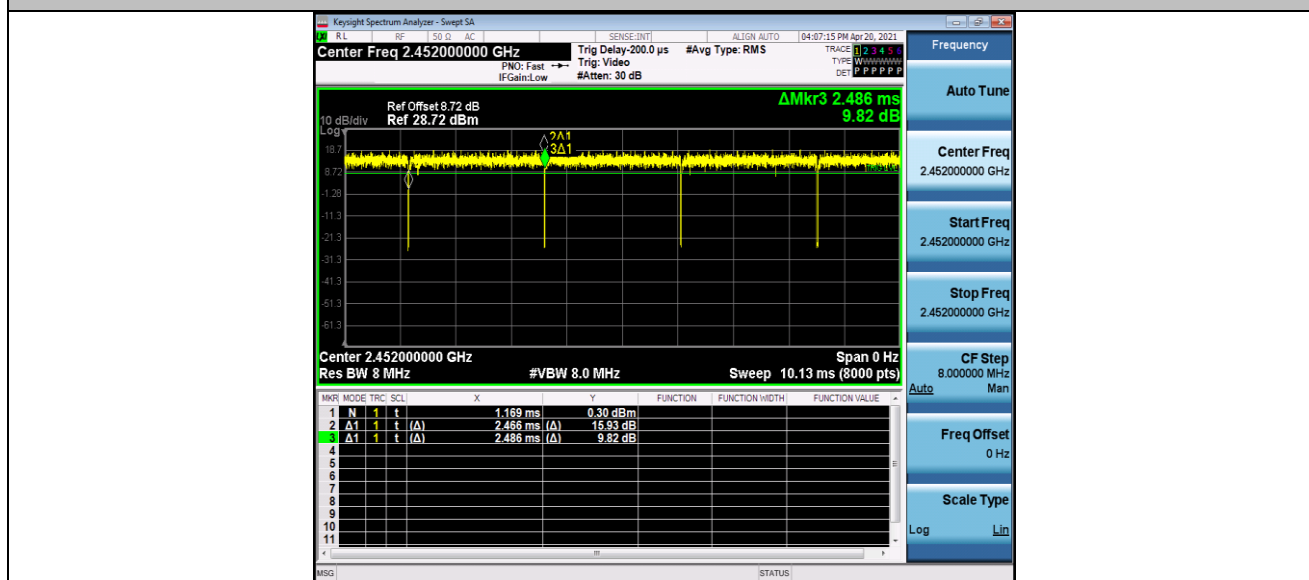 Keysight Spectrum Analyzer - Swept SA
RL RF 50 Ω AC SENSE:INT ALIGN AUTO 04:07:15 PM Apr 20, 2021
Center Freq 2.452000000 GHz
PNO: Fast
IFGain:Low
Trig Delay-200.0 µs
Trig: Video
#Atten: 30 dB
#Avg Type: RMS
TRACE 1 2 3 4 5 6
TYPE WWWWWW
DET P P P P P P
ΔMkr3 2.486 ms
9.82 dB
Ref Offset 8.72 dB
10 dB/div Ref 28.72 dBm
Log
2Δ1
3Δ1
18.7
8.72
-1.28
-11.3
-21.3
-31.3
-41.3
-51.3
-61.3
Center 2.452000000 GHz Span 0 Hz
Res BW 8 MHz #VBW 8.0 MHz Sweep 10.13 ms (8000 pts)
MKR MODE TRC SCL X Y FUNCTION FUNCTION WIDTH FUNCTION VALUE
1 N 1 t 1.169 ms 0.30 dBm
2 Δ1 1 t (Δ) 2.466 ms (Δ) 15.93 dB
3 Δ1 1 t (Δ) 2.486 ms (Δ) 9.82 dB
4
5
6
7
8
9
10
11
MSG STATUS
Frequency
Auto Tune
Center Freq
2.452000000 GHz
Start Freq
2.452000000 GHz
Stop Freq
2.452000000 GHz
CF Step
8.000000 MHz
Auto Man
Freq Offset
0 Hz
Scale Type
Log Lin